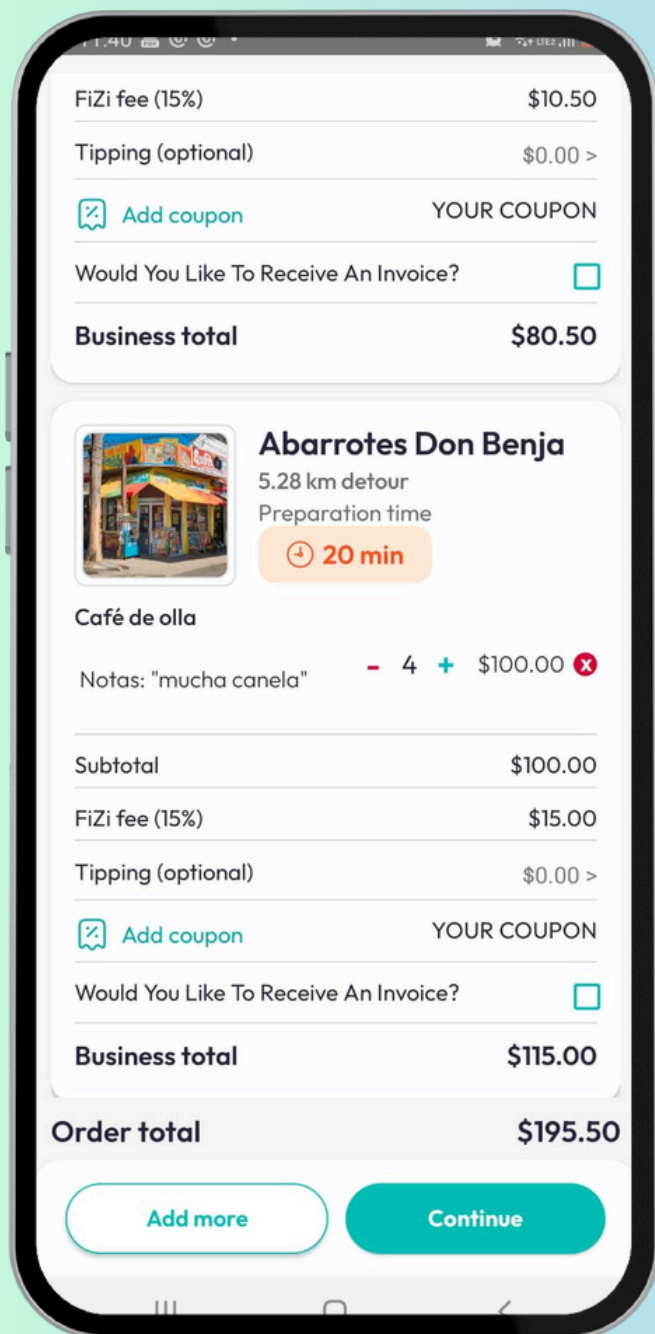 11:40
FiZi fee (15%) $10.50
Tipping (optional) $0.00 >
Add coupon YOUR COUPON
Would You Like To Receive An Invoice?
Business total $80.50
Abarrotes Don Benja
5.28 km detour
Preparation time
20 min
Café de olla
Notas: "mucha canela" - 4 + $100.00 x
Subtotal $100.00
FiZi fee (15%) $15.00
Tipping (optional) $0.00 >
Add coupon YOUR COUPON
Would You Like To Receive An Invoice?
Business total $115.00
Order total $195.50
Add more Continue